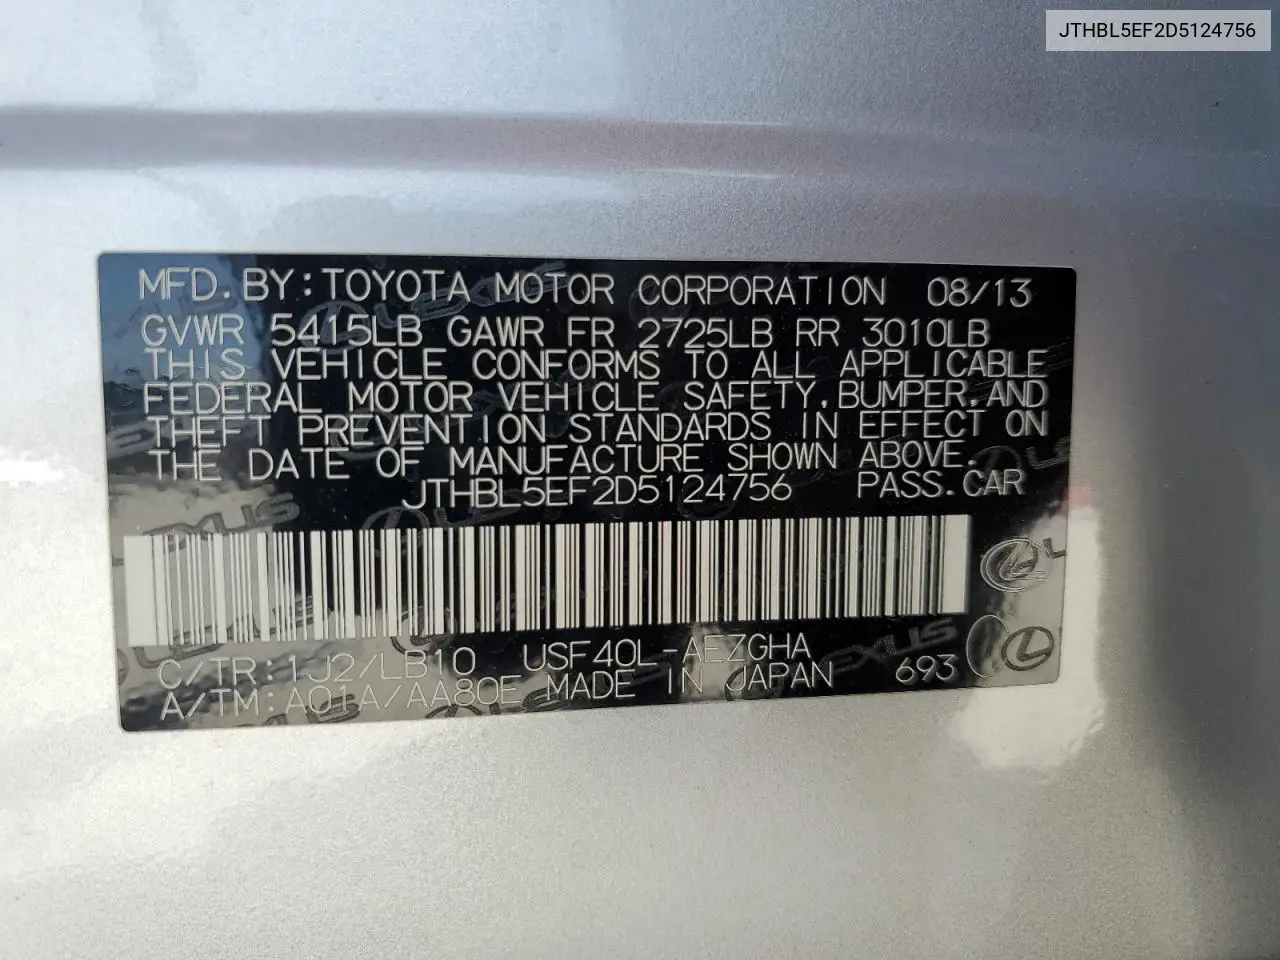 JTHBL5EF2D5124756
MFD. BY: TOYOTA MOTOR CORPORATION 08/13
GVWR 5415LB GAWR FR 2725LB RR 3010LB
THIS VEHICLE CONFORMS TO ALL APPLICABLE
FEDERAL MOTOR VEHICLE SAFETY, BUMPER, AND
THEFT PREVENTION STANDARDS IN EFFECT ON
THE DATE OF MANUFACTURE SHOWN ABOVE.
JTHBL5EF2D5124756 PASS. CAR
C/TR: 1J2/LB10 USF40L-AEZGHA
A/TM: A01A/AA80E MADE IN JAPAN 693